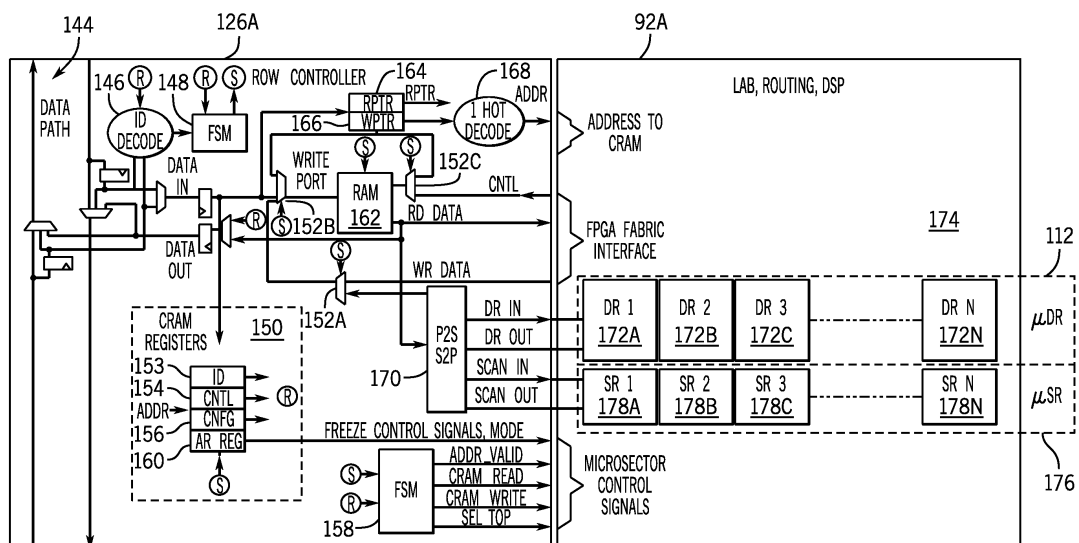 144
126A
92A
146
148
R
R
S
ROW CONTROLLER
164
168
RPTR
RPTR
WPTR
166
1 HOT
DECODE
ADDR
LAB, ROUTING, DSP
DATA
PATH
ID
DECODE
FSM
ADDRESS TO
CRAM
S
S
152C
WRITE
PORT
RAM
162
CNTL
DATA
IN
R
S
152B
RD DATA
FPGA FABRIC
INTERFACE
174
DATA
OUT
S
WR DATA
152A
112
CRAM
REGISTERS
150
P2S
S2P
170
DR IN
DR OUT
SCAN IN
SCAN OUT
DR 1
172A
DR 2
172B
DR 3
172C
DR N
172N
μDR
SR 1
178A
SR 2
178B
SR 3
178C
SR N
178N
μSR
176
153
ID
154
CNTL
R
ADDR
CNFG
156
AR REG
160
S
FREEZE CONTROL SIGNALS, MODE
S
R
FSM
158
ADDR_VALID
CRAM READ
CRAM WRITE
SEL TOP
MICROSECTOR
CONTROL
SIGNALS